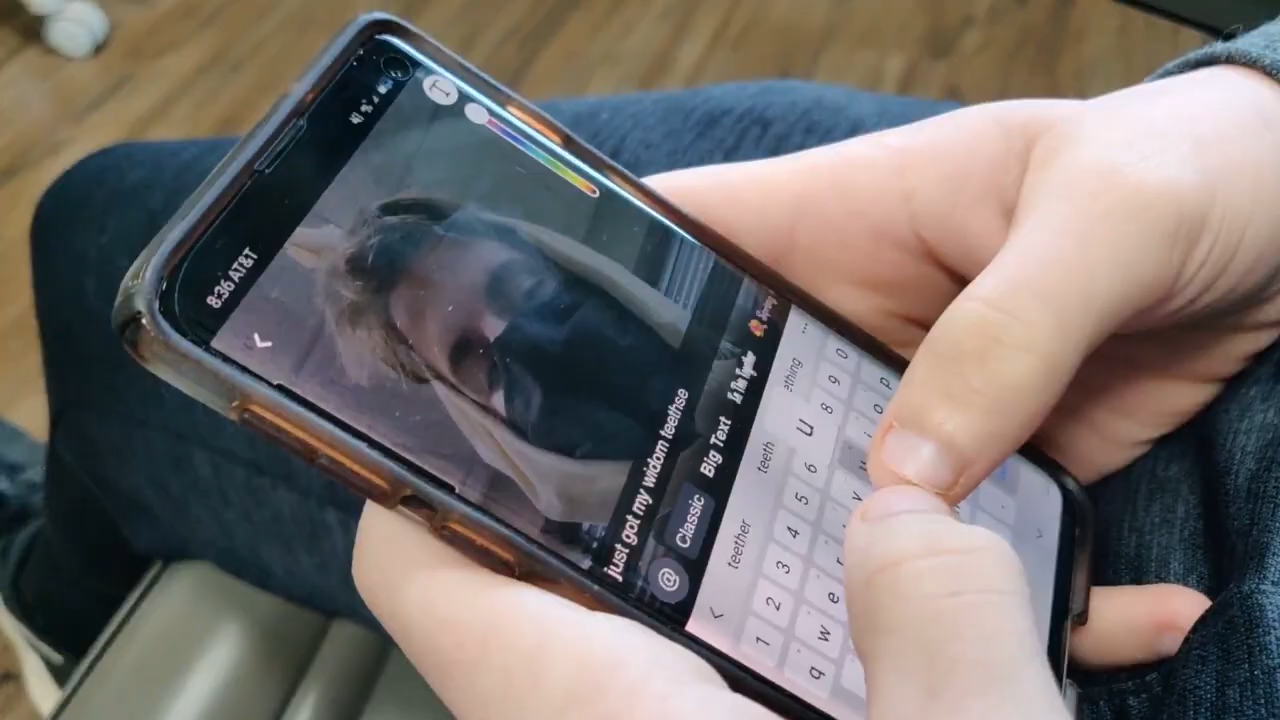 8:36 AT&T
T
just got my widom teethse
@ Classic Big Text
teether teeth
1 2 3 4 5 6 8 9 0
q w e r U o p